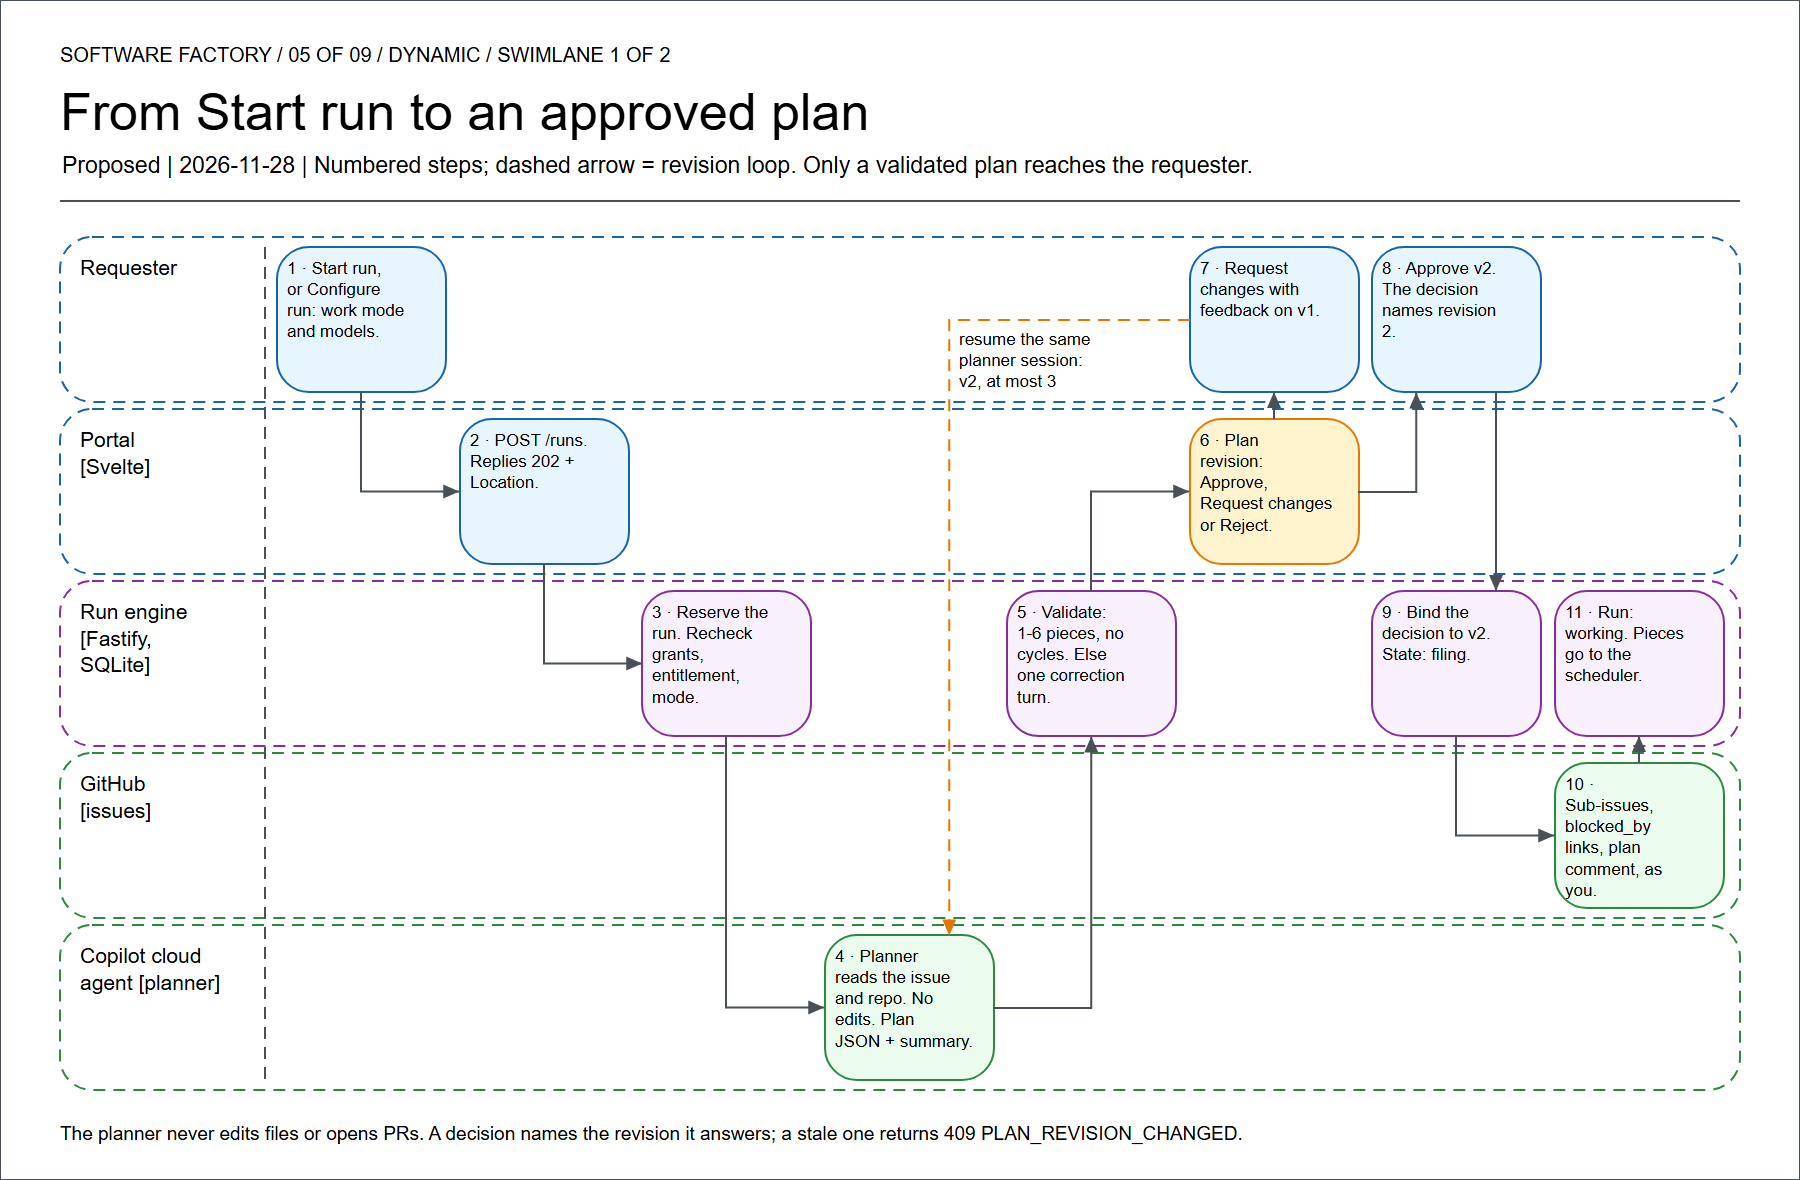 SOFTWARE FACTORY / 05 OF 09 / DYNAMIC / SWIMLANE 1 OF 2
From Start run to an approved plan
Proposed | 2026-11-28 | Numbered steps; dashed arrow = revision loop. Only a validated plan reaches the requester.
Requester
1 · Start run,
or Configure
run: work mode
and models.
resume the same
planner session:
v2, at most 3
7 · Request
changes with
feedback on v1.
8 · Approve v2.
The decision
names revision
2.
Portal
[Svelte]
2 · POST /runs.
Replies 202 +
Location.
6 · Plan
revision:
Approve,
Request changes
or Reject.
Run engine
[Fastify,
SQLite]
3 · Reserve the
run. Recheck
grants,
entitlement,
mode.
5 · Validate:
1-6 pieces, no
cycles. Else
one correction
turn.
9 · Bind the
decision to v2.
State: filing.
11 · Run:
working. Pieces
go to the
scheduler.
GitHub
[issues]
10 ·
Sub-issues,
blocked_by
links, plan
comment, as
you.
Copilot cloud
agent [planner]
4 · Planner
reads the issue
and repo. No
edits. Plan
JSON + summary.
The planner never edits files or opens PRs. A decision names the revision it answers; a stale one returns 409 PLAN_REVISION_CHANGED.